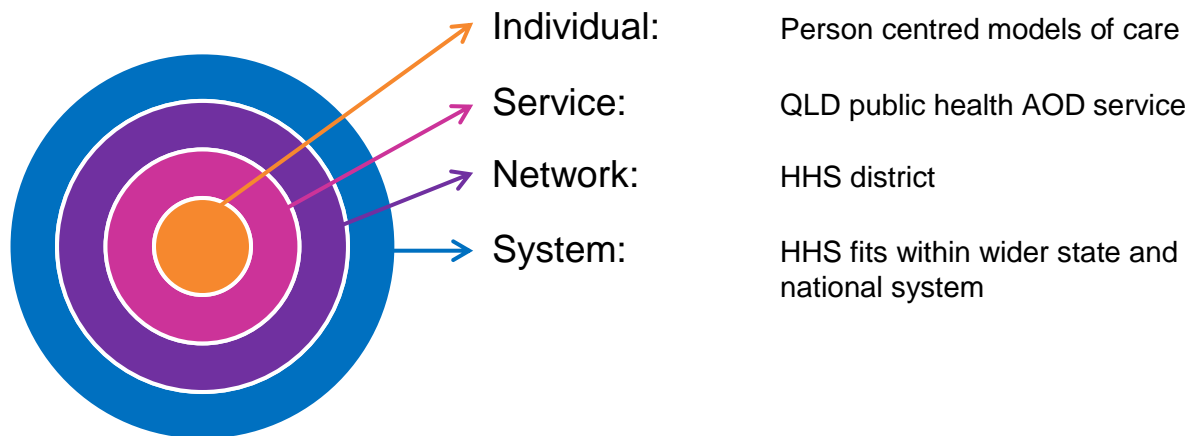 Individual: Person centred models of care
Service: QLD public health AOD service
Network: HHS district
System: HHS fits within wider state and
national system